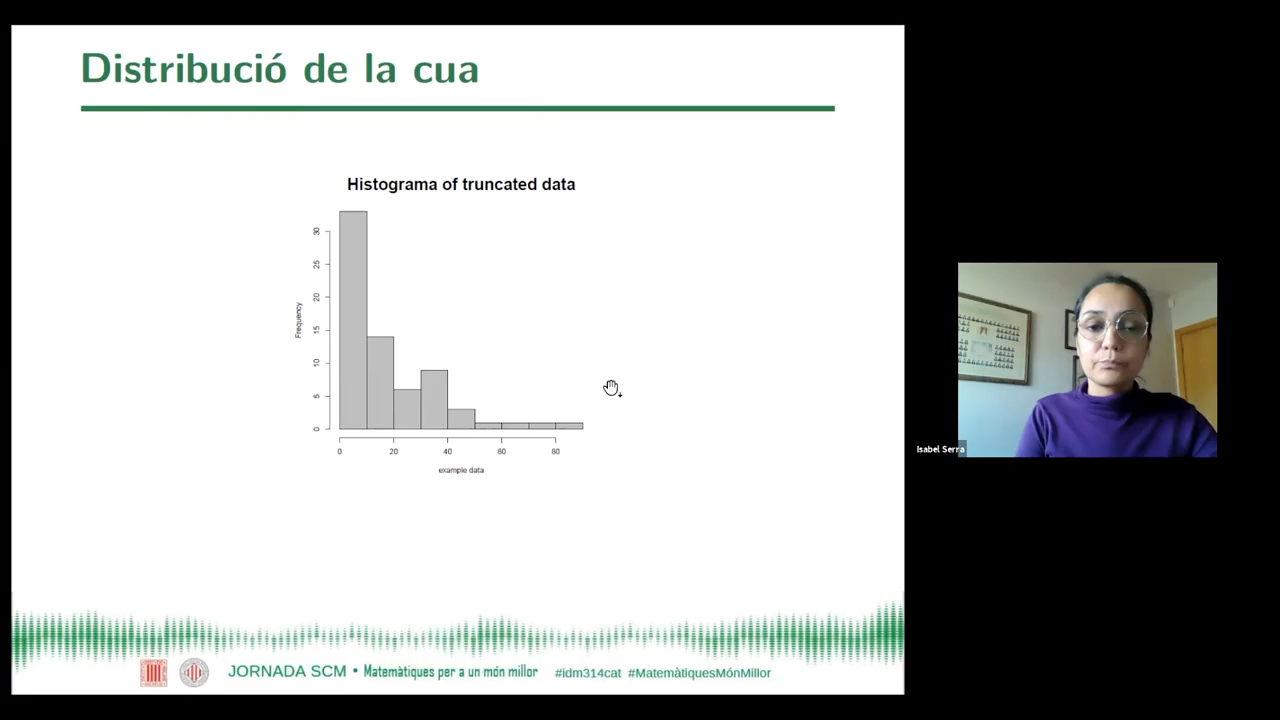 Distribució de la cua
Histograma of truncated data
Frequency
0
5
10
15
20
25
30
0 20 40 60 80
example data
Isabel Serra
JORNADA SCM • Matemàtiques per a un món millor #idm314cat #MatemàtiquesMónMillor